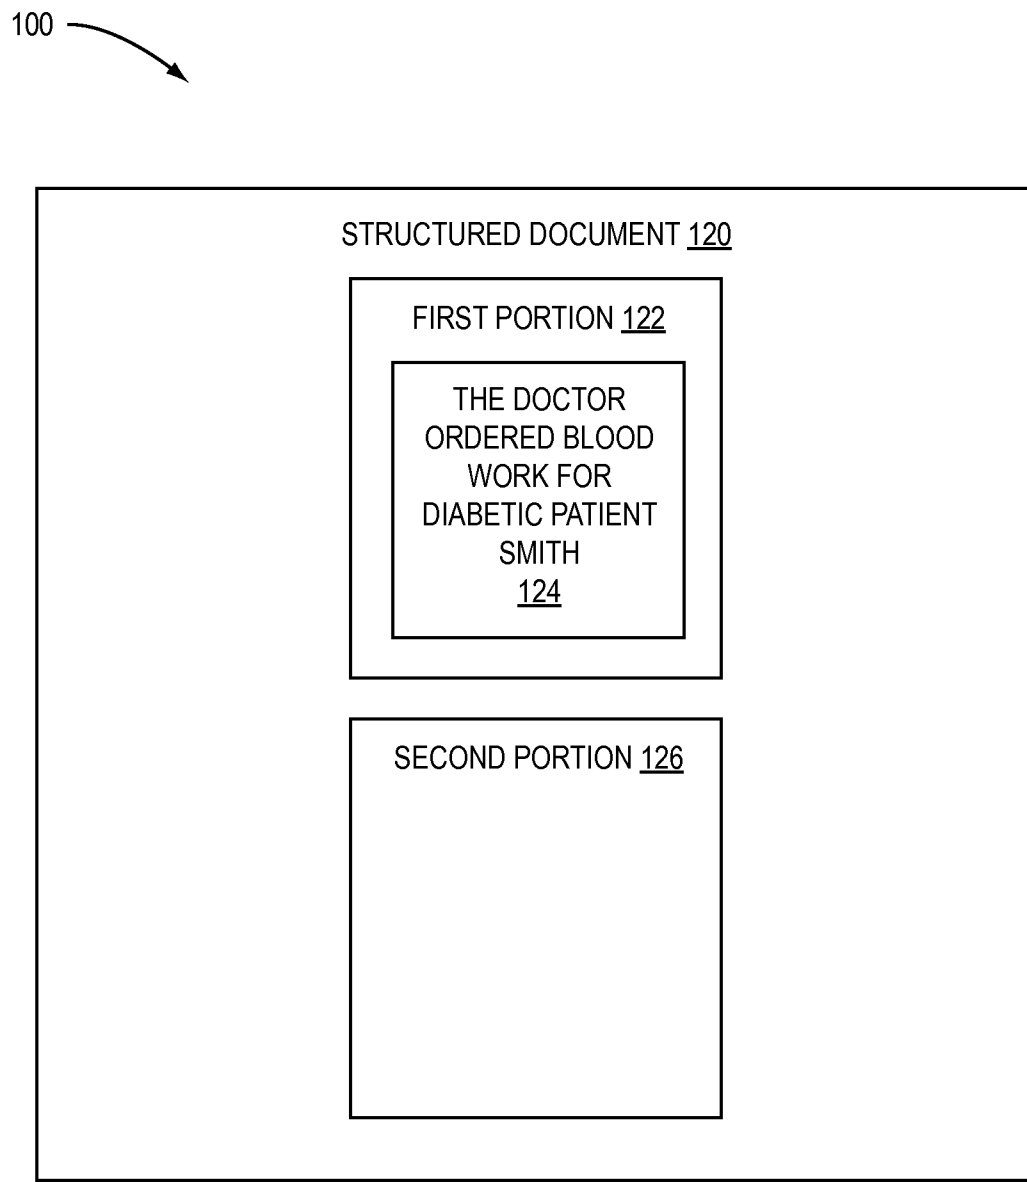 100
STRUCTURED DOCUMENT 120
FIRST PORTION 122
THE DOCTOR
ORDERED BLOOD
WORK FOR
DIABETIC PATIENT
SMITH
124
SECOND PORTION 126